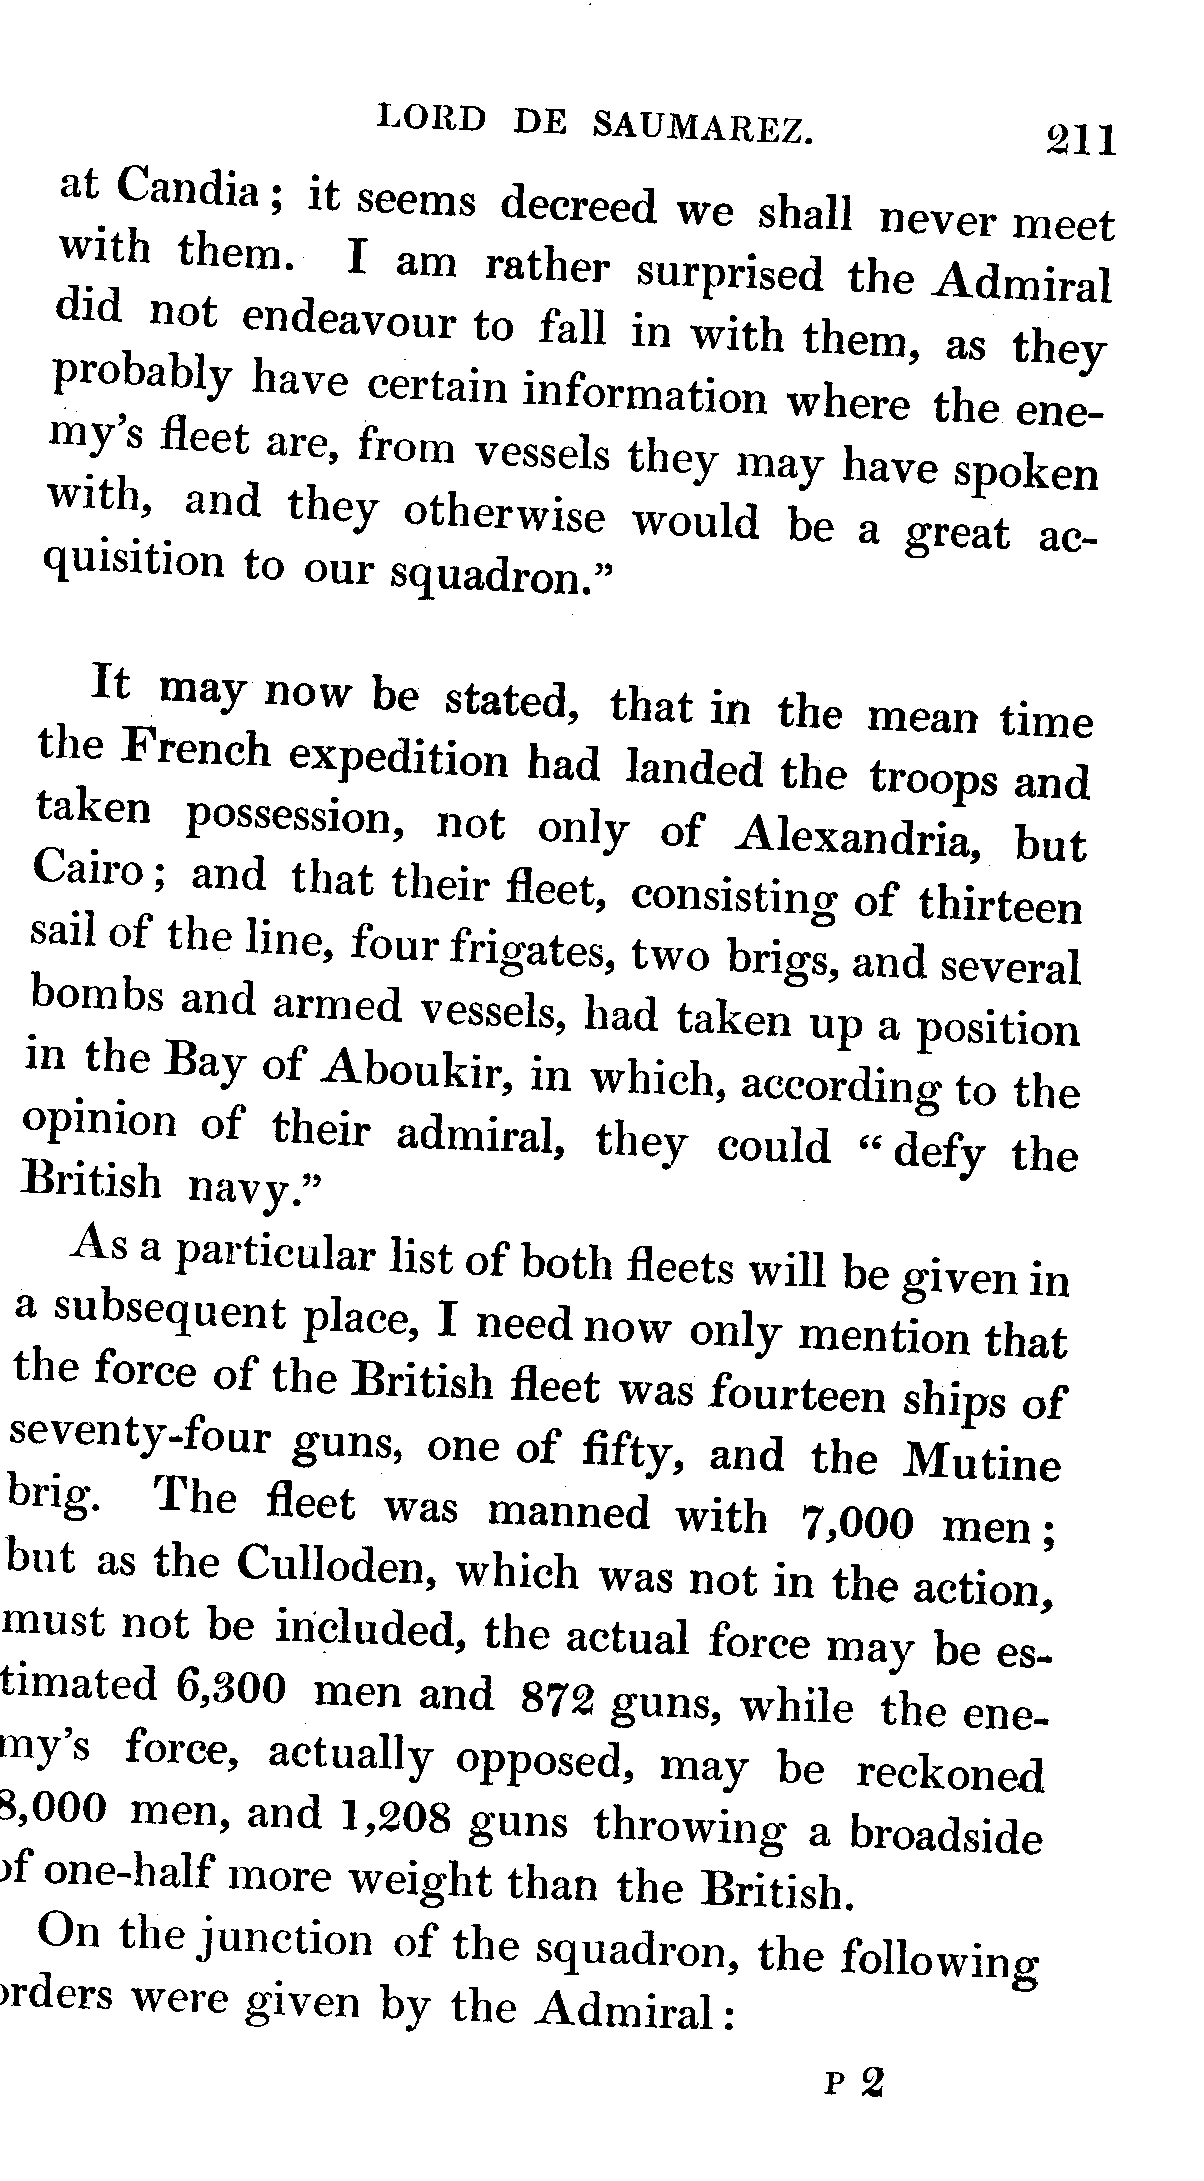 LORD DE SAUMAREZ. 211
at Candia; it seems decreed we shall never meet
with them. I am rather surprised the Admiral
did not endeavour to fall in with them, as they
probably have certain information where the ene-
my's fleet are, from vessels they may have spoken
with, and they otherwise would be a great ac-
quisition to our squadron."
It may now be stated, that in the mean time
the French expedition had landed the troops and
taken possession, not only of Alexandria, but
Cairo; and that their fleet, consisting of thirteen
sail of the line, four frigates, two brigs, and several
bombs and armed vessels, had taken up a position
in the Bay of Aboukir, in which, according to the
opinion of their admiral, they could "defy the
British navy."
As a particular list of both fleets will be given in
a subsequent place, I need now only mention that
the force of the British fleet was fourteen ships of
seventy-four guns, one of fifty, and the Mutine
brig. The fleet was manned with 7,000 men;
but as the Culloden, which was not in the action,
must not be included, the actual force may be es-
timated 6,300 men and 872 guns, while the ene-
my's force, actually opposed, may be reckoned
8,000 men, and 1,208 guns throwing a broadside
of one-half more weight than the British.
On the junction of the squadron, the following
orders were given by the Admiral:
P 2